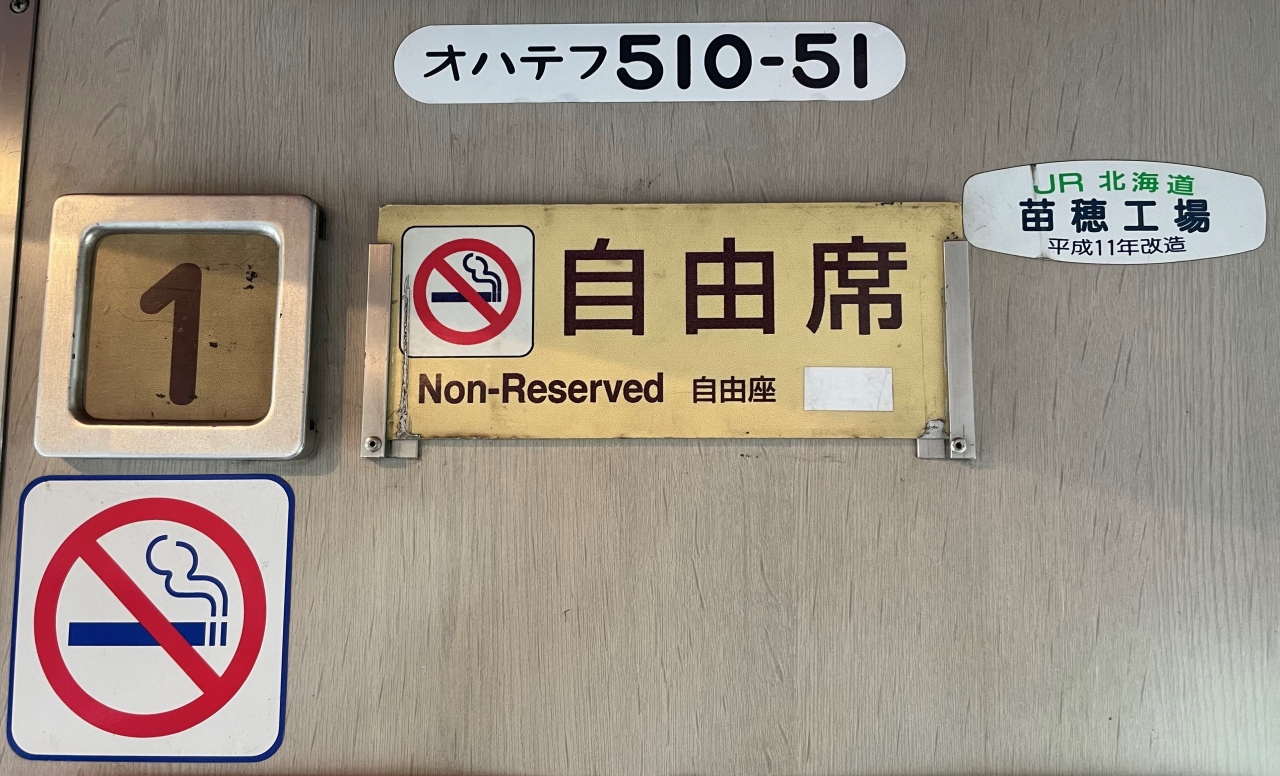 オハテフ510-51
JR 北海道
苗穂工場
平成11年改造
1
自由席
Non-Reserved 自由座